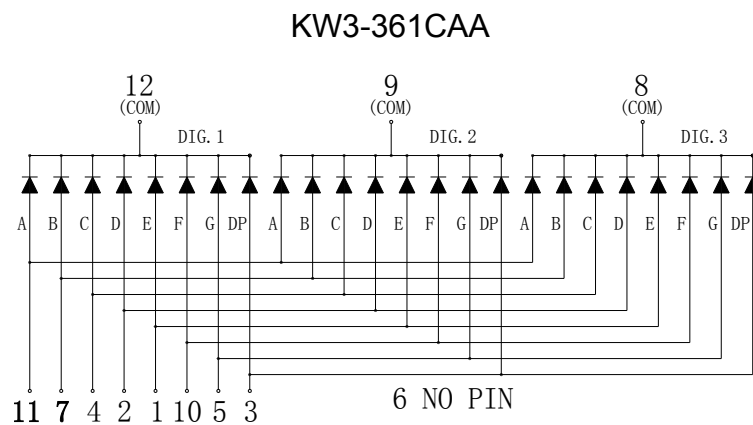 KW3-361CAA
12 9 8
(COM) (COM) (COM)
DIG.1 DIG.2 DIG.3
A B C D E F G DP A B C D E F G DP A B C D E F G DP
11 7 4 2 1 10 5 3
6 NO PIN